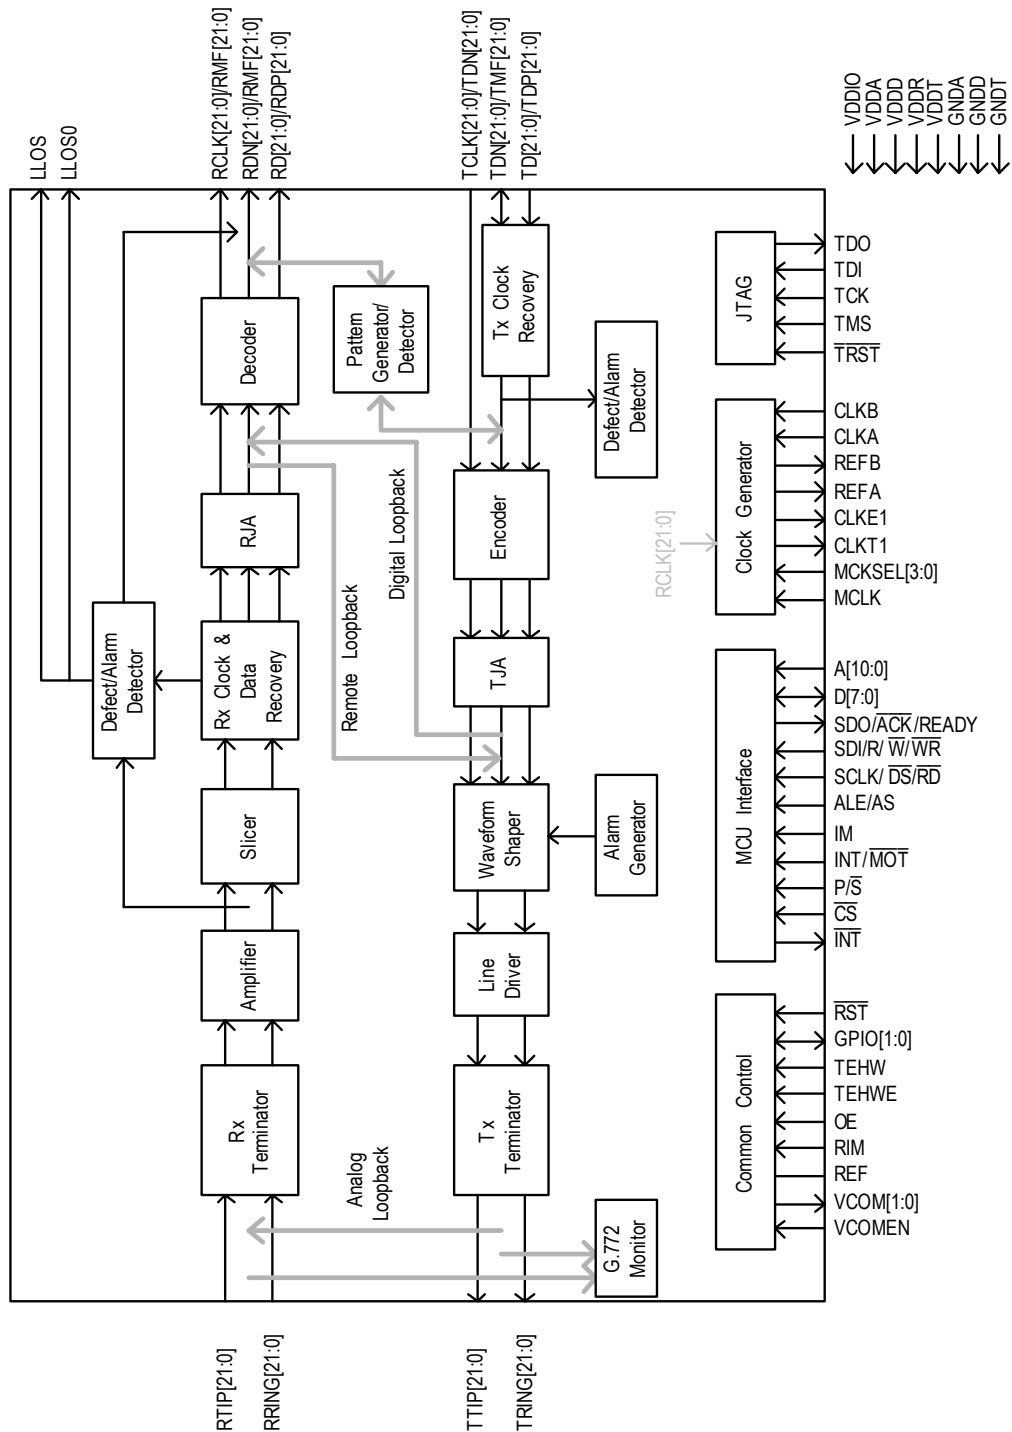 LLOS
LLOS0
RCLK[21:0]/RMF[21:0]
RDN[21:0]/RMF[21:0]
RD[21:0]/RDP[21:0]
TCLK[21:0]/TDN[21:0]
TDN[21:0]/TMF[21:0]
TD[21:0]/TDP[21:0]
VDDIO
VDDA
VDDD
VDDR
VDDT
GNDA
GNDD
GNDT
Decoder
Pattern
Generator/
Detector
Tx Clock
Recovery
Defect/Alarm
Detector
RJA
Digital Loopback
Encoder
Defect/Alarm
Detector
Rx Clock &
Data
Recovery
Remote Loopback
TJA
Slicer
Waveform
Shaper
Alarm
Generator
Amplifier
Line
Driver
Rx
Terminator
Tx
Terminator
Analog
Loopback
G.772
Monitor
RTIP[21:0]
RRING[21:0]
TTIP[21:0]
TRING[21:0]
JTAG
TDO
TDI
TCK
TMS
TRST
RCLK[21:0]
Clock Generator
CLKB
CLKA
REFB
REFA
CLKE1
CLKT1
MCKSEL[3:0]
MCLK
MCU Interface
A[10:0]
D[7:0]
SDO/ACK/READY
SDI/R/ W/WR
SCLK/ DS/RD
ALE/AS
IM
INT/MOT
P/S
CS
INT
Common Control
RST
GPIO[1:0]
TEHW
TEHWE
OE
RIM
REF
VCOM[1:0]
VCOMEN